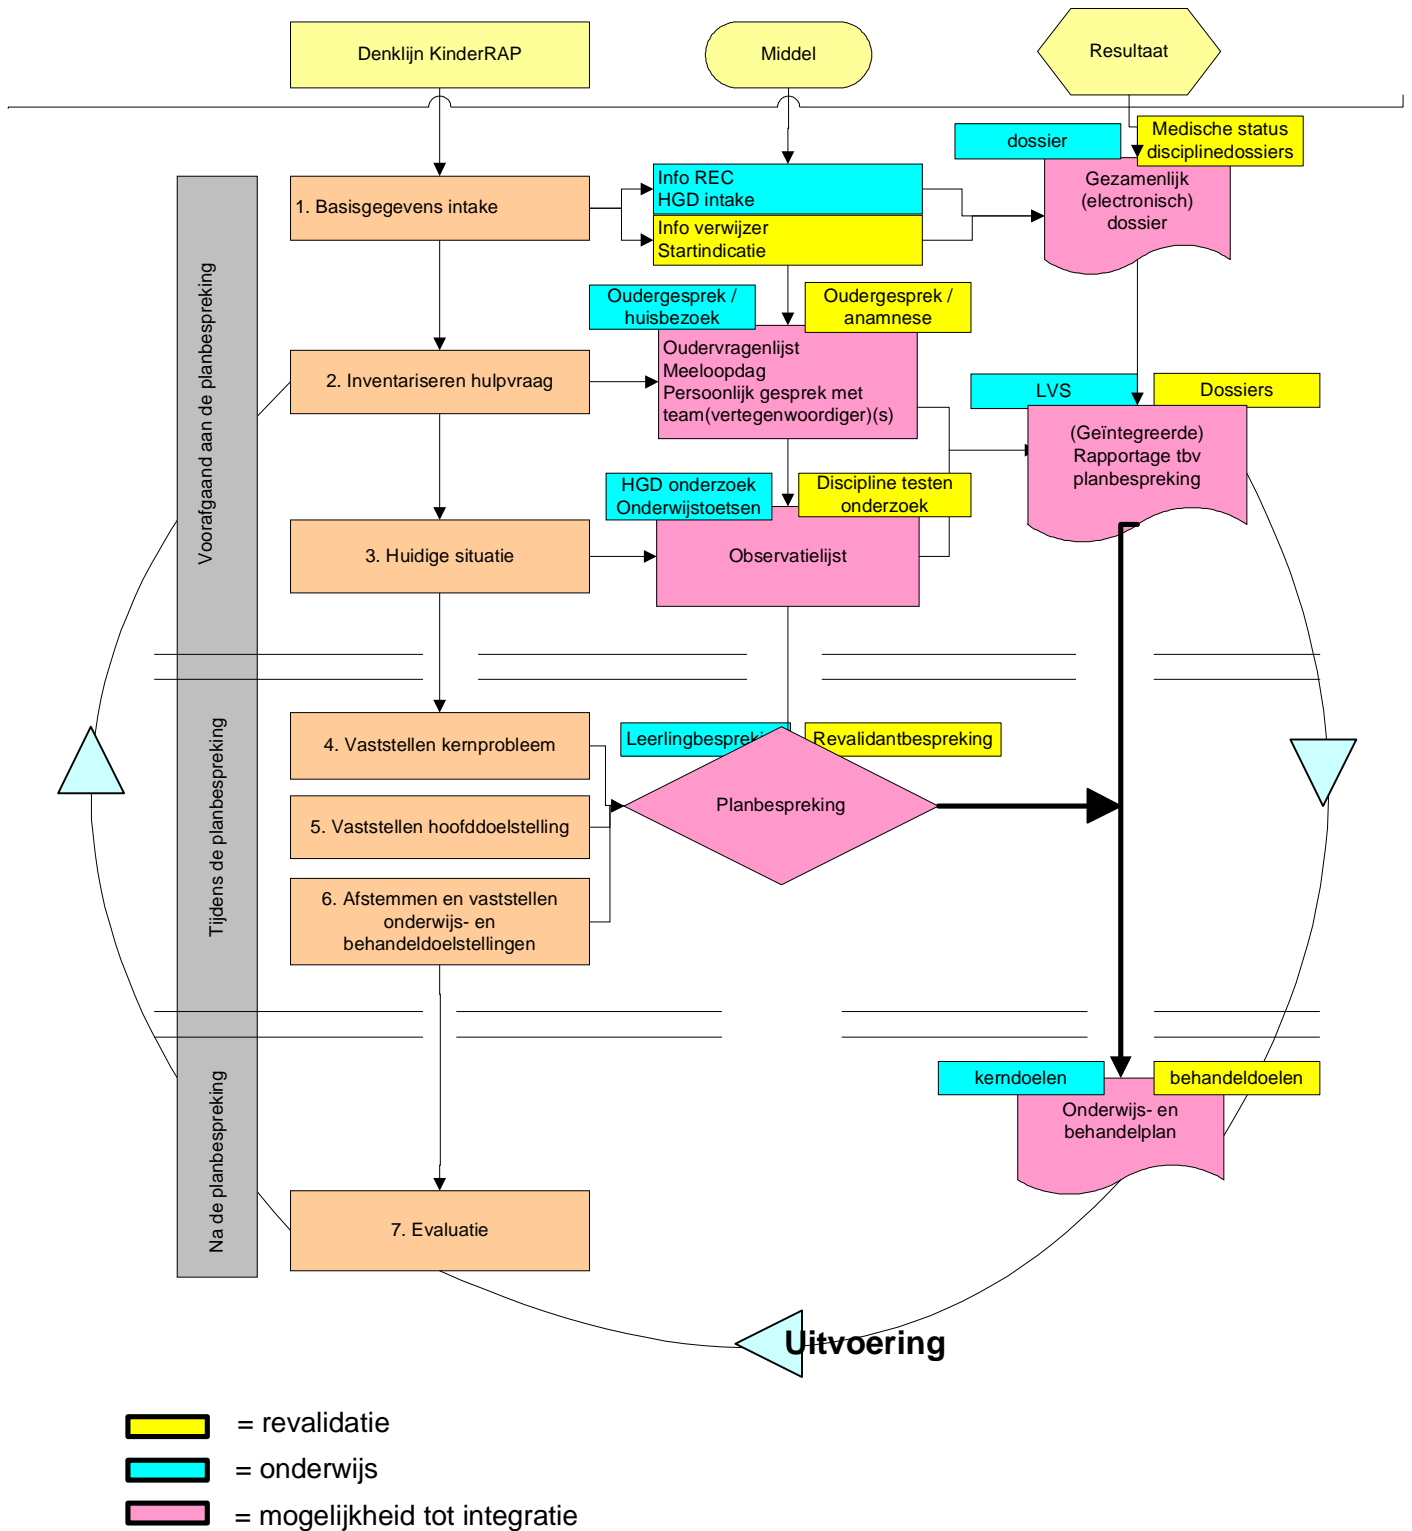 Denklijn KinderRAP
Middel
Resultaat
dossier
Medische status
disciplinedossiers
Gezamenlijk
(electronisch)
dossier
1. Basisgegevens intake
Info REC
HGD intake
Info verwijzer
Startindicatie
Voorafgaand aan de planbespreking
Oudergesprek /
huisbezoek
Oudergesprek /
anamnese
2. Inventariseren hulpvraag
Oudervragenlijst
Meeloopdag
Persoonlijk gesprek met
team(vertegenwoordiger)(s)
LVS
Dossiers
(Geïntegreerde)
Rapportage tbv
planbespreking
HGD onderzoek
Onderwijstoetsen
Discipline testen
onderzoek
3. Huidige situatie
Observatielijst
Tijdens de planbespreking
4. Vaststellen kernprobleem
Leerlingbespreki
Revalidantbespreking
Planbespreking
5. Vaststellen hoofddoelstelling
6. Afstemmen en vaststellen
onderwijs- en
behandeldoelstellingen
Na de planbespreking
kerndoelen
behandeldoelen
Onderwijs- en
behandelplan
7. Evaluatie
Uitvoering
= revalidatie
= onderwijs
= mogelijkheid tot integratie